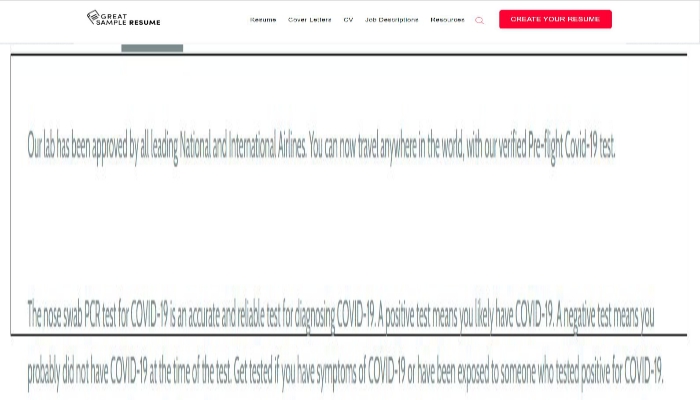 GREAT
SAMPLE RESUME
Resume Cover Letters CV Job Descriptions Resources CREATE YOUR RESUME
Our lab has been approved by all leading National and International Airlines. You can now travel anywhere in the world, with our verified Pre-flight Covid-19 test.
The nose swab PCR test for COVID-19 is an accurate and reliable test for diagnosing COVID-19. A positive test means you likely have COVID-19. A negative test means you
probably did not have COVID-19 at the time of the test. Get tested if you have symptoms of COVID-19 or have been exposed to someone who tested positive for COVID-19.